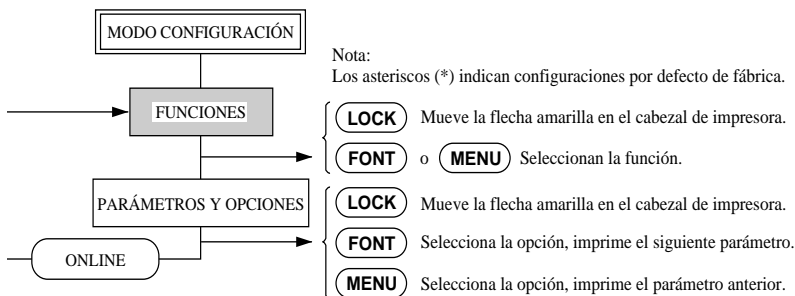 MODO CONFIGURACIÓN
Nota:
Los asteriscos (*) indican configuraciones por defecto de fábrica.
FUNCIONES
LOCK Mueve la flecha amarilla en el cabezal de impresora.
FONT o MENU Seleccionan la función.
PARÁMETROS Y OPCIONES
LOCK Mueve la flecha amarilla en el cabezal de impresora.
FONT Selecciona la opción, imprime el siguiente parámetro.
ONLINE
MENU Selecciona la opción, imprime el parámetro anterior.